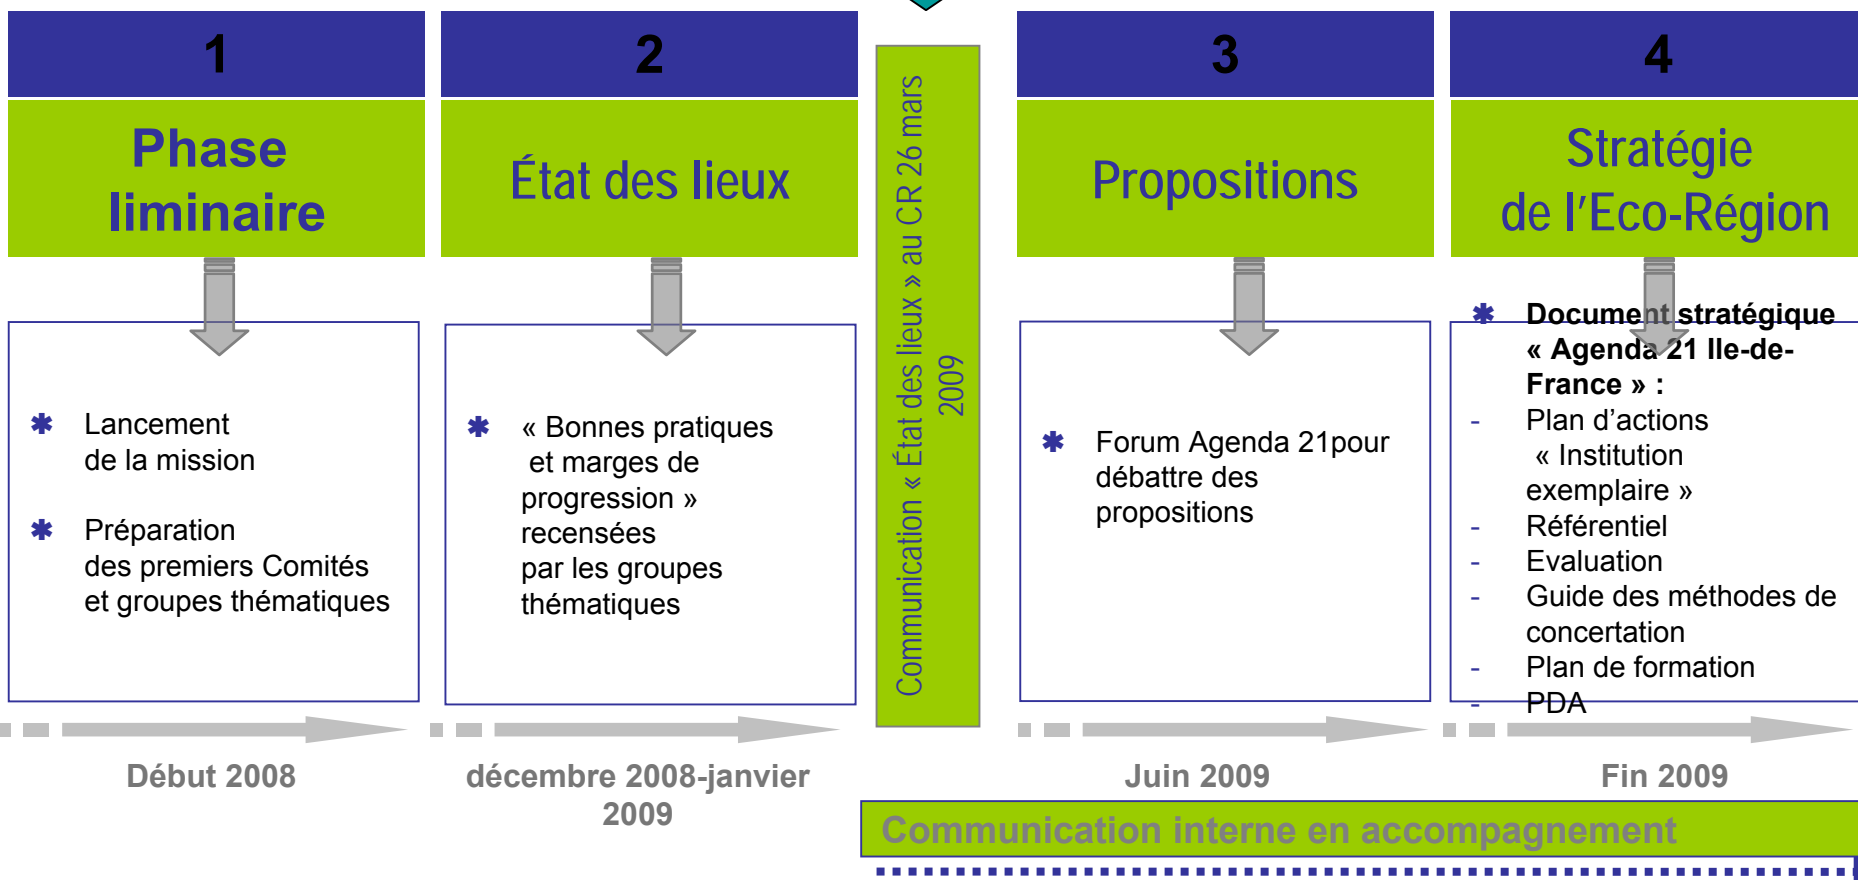 1
Phase
liminaire
Lancement
de la mission
Préparation
des premiers Comités
et groupes thématiques
Début 2008
2
État des lieux
« Bonnes pratiques
et marges de
progression »
recensées
par les groupes
thématiques
décembre 2008-janvier
2009
Communication « État des lieux » au CR 26 mars
2009
3
Propositions
Forum Agenda 21pour
débattre des
propositions
Juin 2009
4
Stratégie
de l'Eco-Région
Document stratégique
« Agenda 21 Ile-de-
France » :
- Plan d'actions
« Institution
exemplaire »
- Référentiel
- Evaluation
- Guide des méthodes de
concertation
- Plan de formation
- PDA
Fin 2009
Communication interne en accompagnement